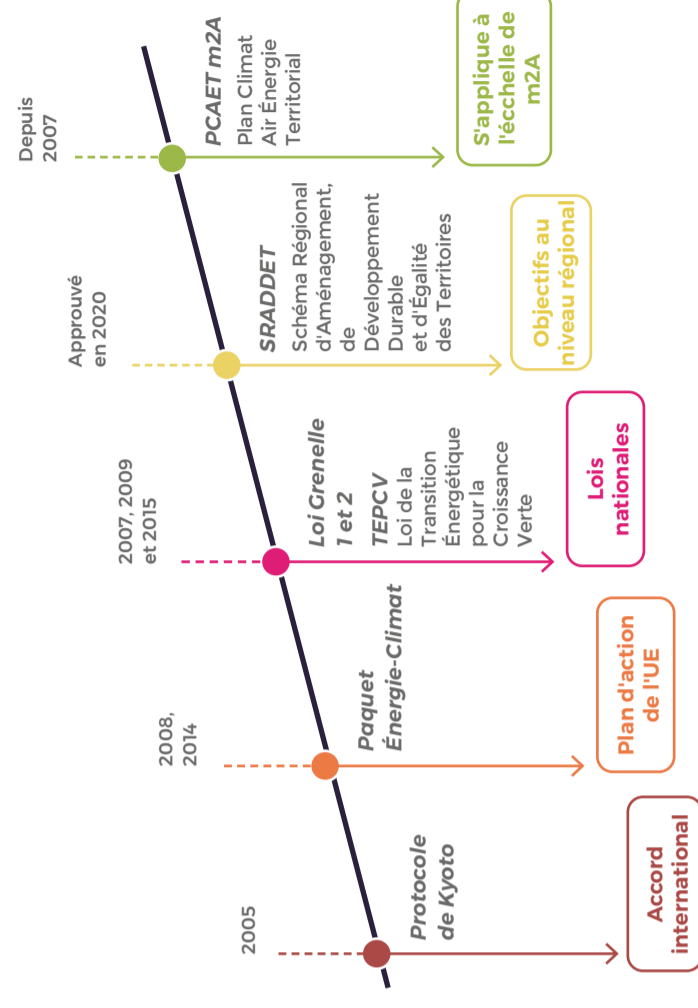 2005
Protocole
de Kyoto
Accord
international
2008,
2014
Paquet
Énergie-Climat
Plan d'action
de l'UE
2007, 2009
et 2015
Loi Grenelle
1 et 2
TEPCV
Loi de la
Transition
Énergétique
pour la
Croissance
Verte
Lois
nationales
Approuvé
en 2020
SRADDET
Schéma Régional
d'Aménagement,
de
Développement
Durable
et d'Égalité
des Territoires
Objectifs au
niveau régional
Depuis
2007
PCAET m2A
Plan Climat
Air Énergie
Territorial
S'applique à
l'écchelle de
m2A